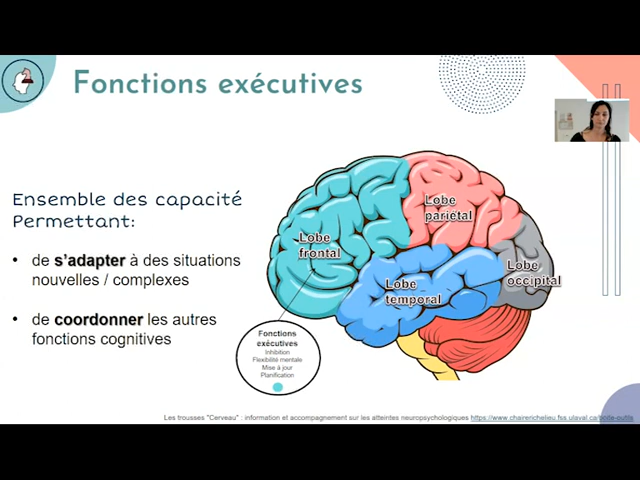 Fonctions exécutives
Ensemble des capacité
Permettant:
• de s'adapter à des situations
nouvelles / complexes
• de coordonner les autres
fonctions cognitives
Lobe
frontal
Lobe
pariétal
Lobe
temporal
Lobe
occipital
Fonctions
exécutives
Inhibition
Flexibilité mentale
Mise à jour
Planification
Les trousses "Cerveau" : information et accompagnement sur les atteintes neuropsychologiques https://www.chairerichelieu.fss.ulaval.ca/boite-outils